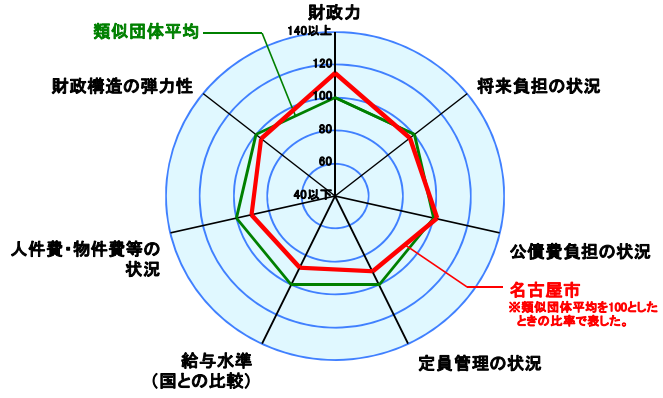 財政力
類似団体平均
140以上
120
100
80
60
40以下
財政構造の弾力性
将来負担の状況
人件費・物件費等の
状況
公債費負担の状況
名古屋市
※類似団体平均を100とした
ときの比率で表した。
給与水準
（国との比較）
定員管理の状況